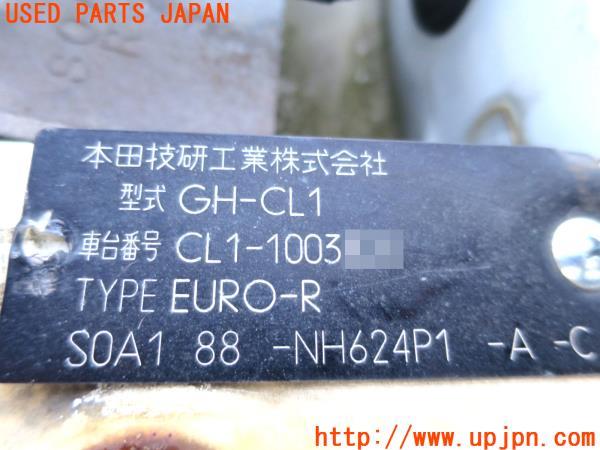 USED PARTS JAPAN
本田技研工業株式会社
型式 GH-CL1
車台番号 CL1-1003
TYPE EURO-R
S0A1 88 -NH624P1 -A -C
http://www.upjpn.com/